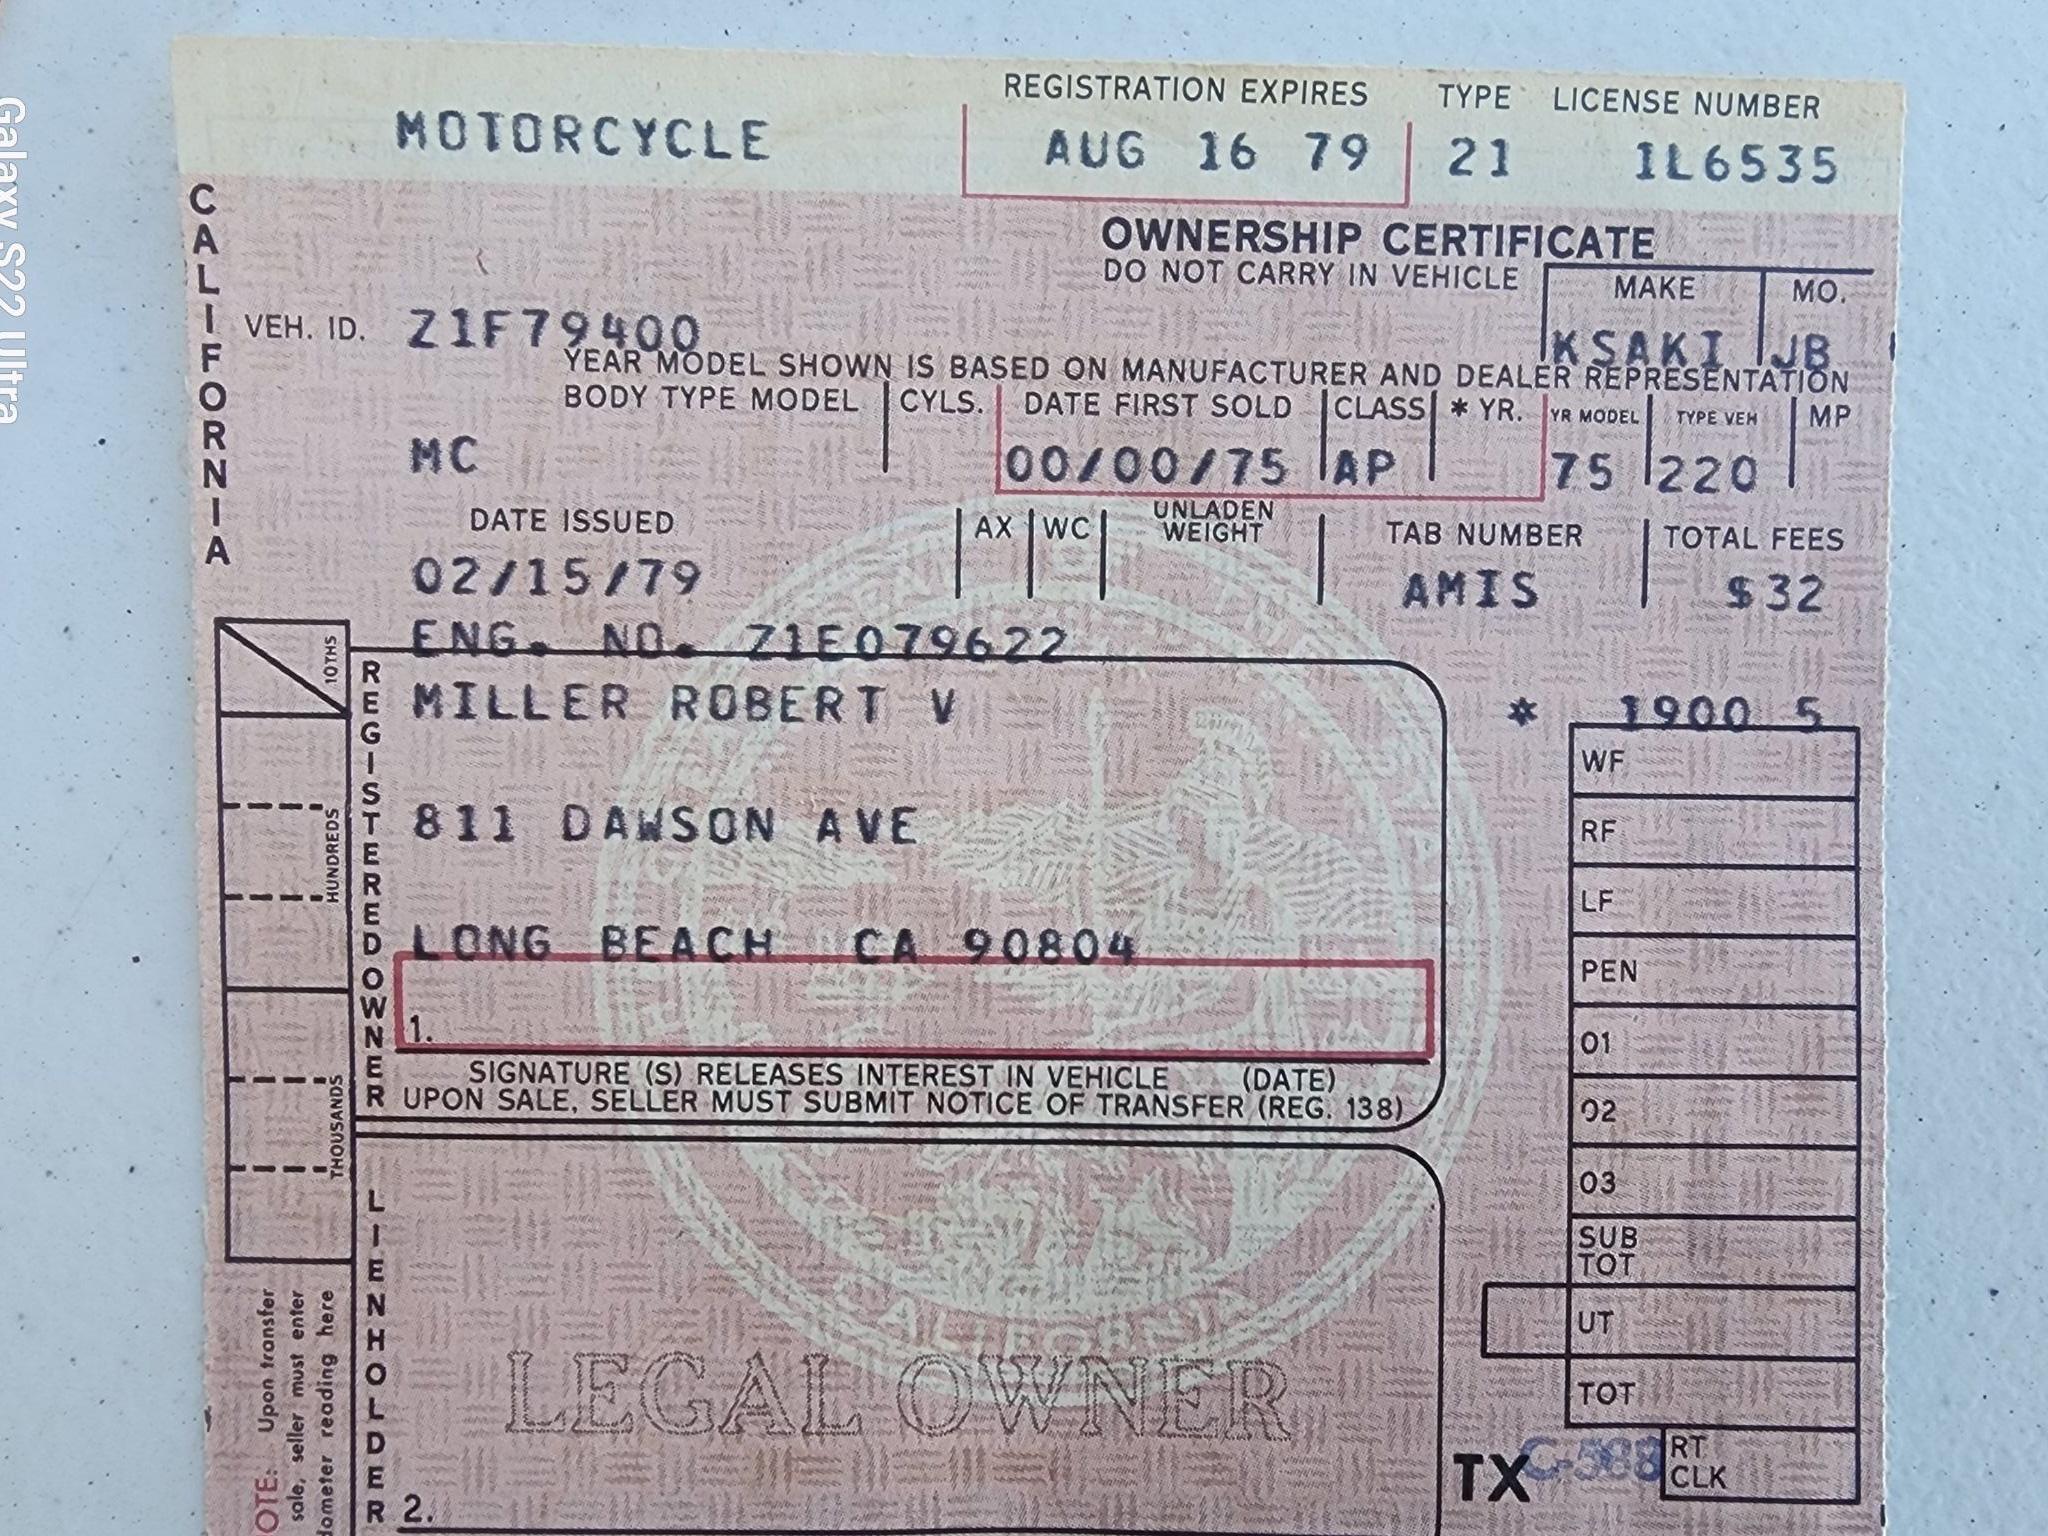 REGISTRATION EXPIRES TYPE LICENSE NUMBER
MOTORCYCLE AUG 16 79 21 1L6535
CALIFORNIA
OWNERSHIP CERTIFICATE
DO NOT CARRY IN VEHICLE
MAKE MO.
VEH. ID. Z1F79400 KSAKI JB
YEAR MODEL SHOWN IS BASED ON MANUFACTURER AND DEALER REPRESENTATION
BODY TYPE MODEL CYLS. DATE FIRST SOLD CLASS * YR. YR MODEL TYPE VEH MP
MC 00/00/75 AP 75 220
DATE ISSUED AX WC UNLADEN WEIGHT TAB NUMBER TOTAL FEES
02/15/79 AMIS $32
ENG. NO. Z1E079622
REGISTERED OWNER
MILLER ROBERT V
* 1900 S
811 DAWSON AVE
LONG BEACH CA 90804
1.
SIGNATURE (S) RELEASES INTEREST IN VEHICLE (DATE)
UPON SALE, SELLER MUST SUBMIT NOTICE OF TRANSFER (REG. 138)
10THS
HUNDREDS
THOUSANDS
OTE: Upon transfer
sale, seller must enter
dometer reading here
LIENHOLDER
CALIFORNIA
LEGAL OWNER
2.
WF
RF
LF
PEN
01
02
03
SUB
TOT
UT
TOT
TX C-588 RT
CLK
Galaxy S22 Ultra